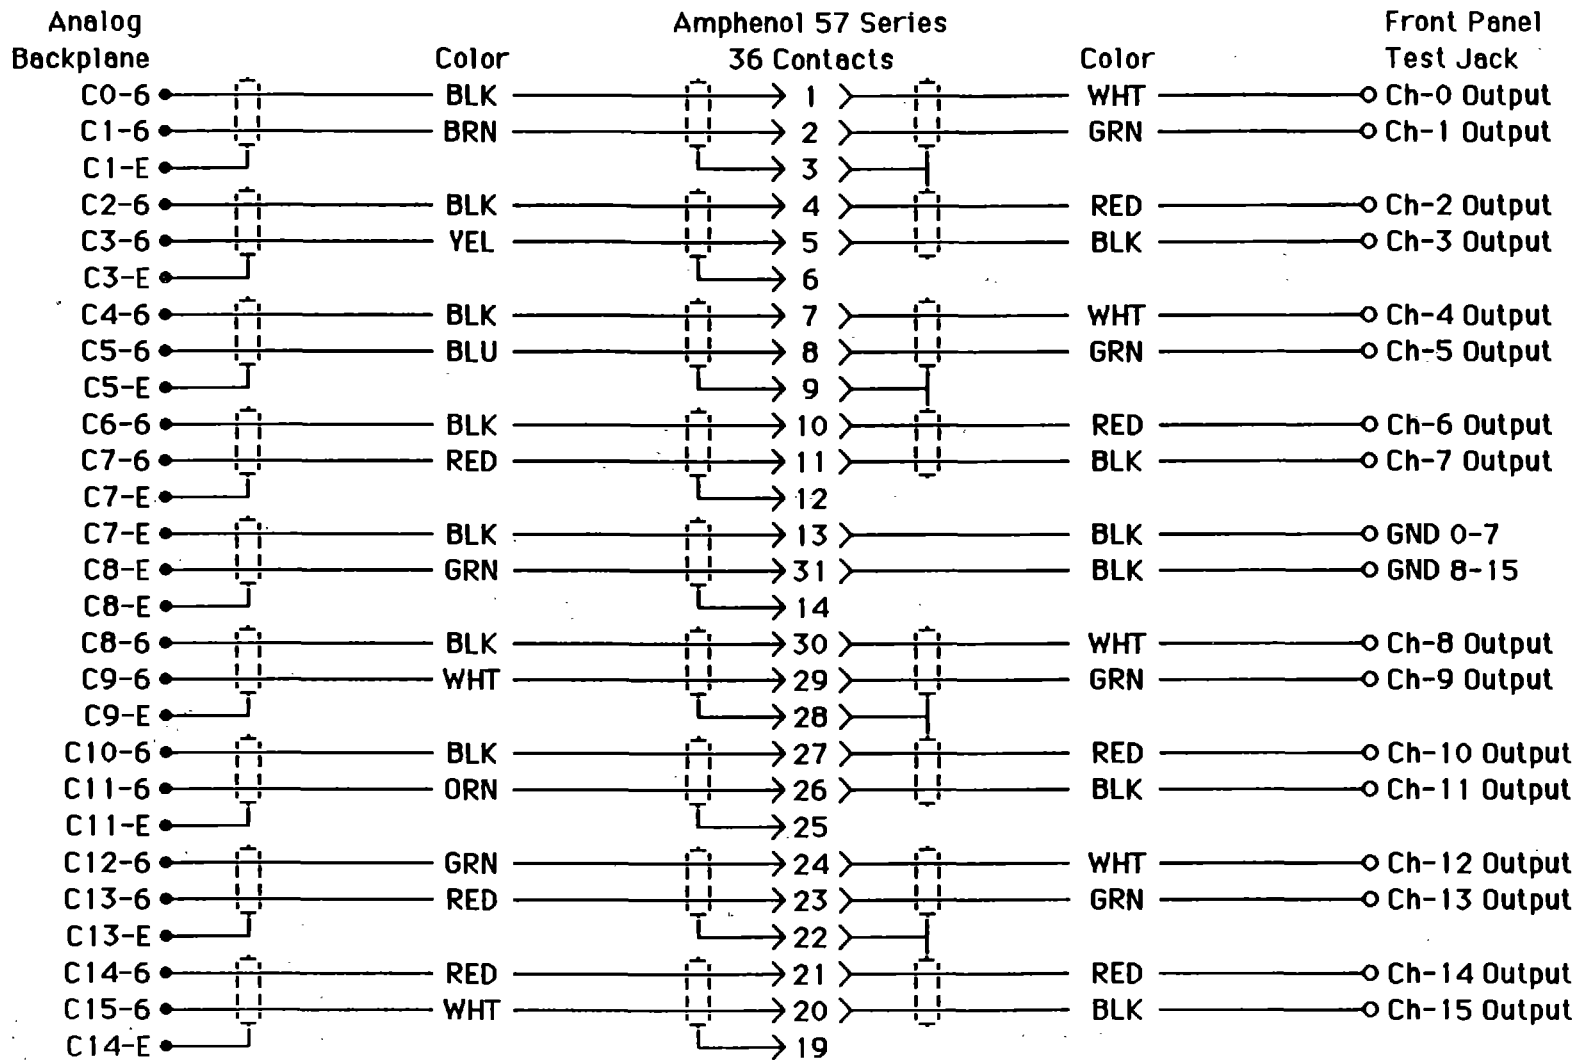 Analog Amphenol 57 Series Front Panel
Backplane Color 36 Contacts Color Test Jack
C0-6 BLK 1 WHT Ch-0 Output
C1-6 BRN 2 GRN Ch-1 Output
C1-E 3
C2-6 BLK 4 RED Ch-2 Output
C3-6 YEL 5 BLK Ch-3 Output
C3-E 6
C4-6 BLK 7 WHT Ch-4 Output
C5-6 BLU 8 GRN Ch-5 Output
C5-E 9
C6-6 BLK 10 RED Ch-6 Output
C7-6 RED 11 BLK Ch-7 Output
C7-E 12
C7-E BLK 13 BLK GND 0-7
C8-E GRN 31 BLK GND 8-15
C8-E 14
C8-6 BLK 30 WHT Ch-8 Output
C9-6 WHT 29 GRN Ch-9 Output
C9-E 28
C10-6 BLK 27 RED Ch-10 Output
C11-6 ORN 26 BLK Ch-11 Output
C11-E 25
C12-6 GRN 24 WHT Ch-12 Output
C13-6 RED 23 GRN Ch-13 Output
C13-E 22
C14-6 RED 21 RED Ch-14 Output
C15-6 WHT 20 BLK Ch-15 Output
C14-E 19